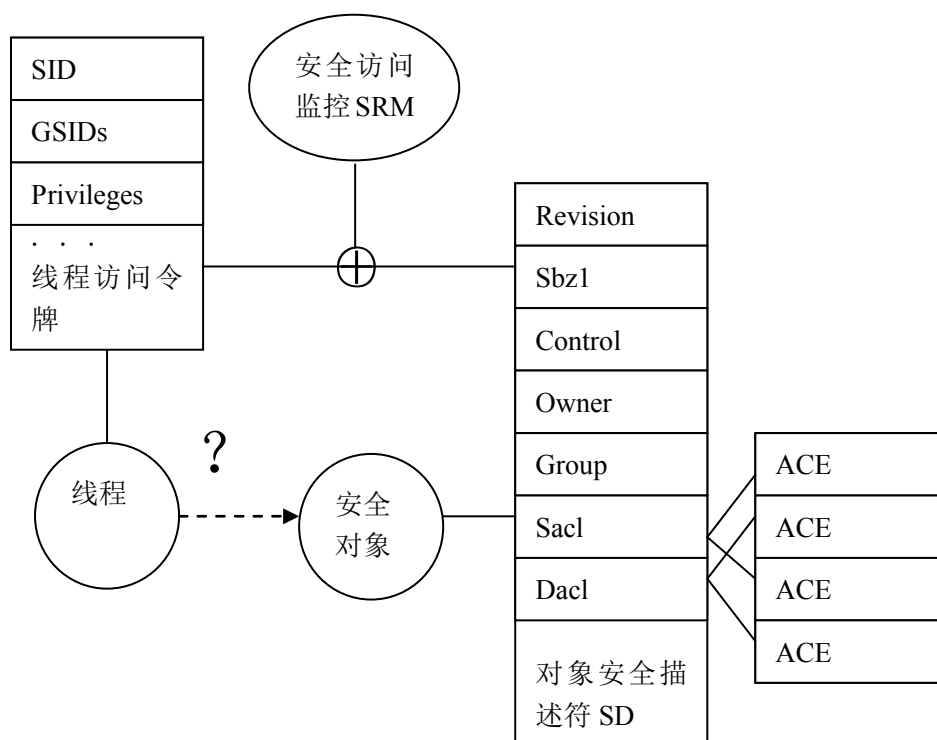 SID
GSIDs
Privileges
. . .
线程访问令
牌
安全访问
监控SRM
Revision
Sbz1
Control
Owner
Group
Sacl
Dacl
对象安全描
述符 SD
线程
?
安全
对象
ACE
ACE
ACE
ACE